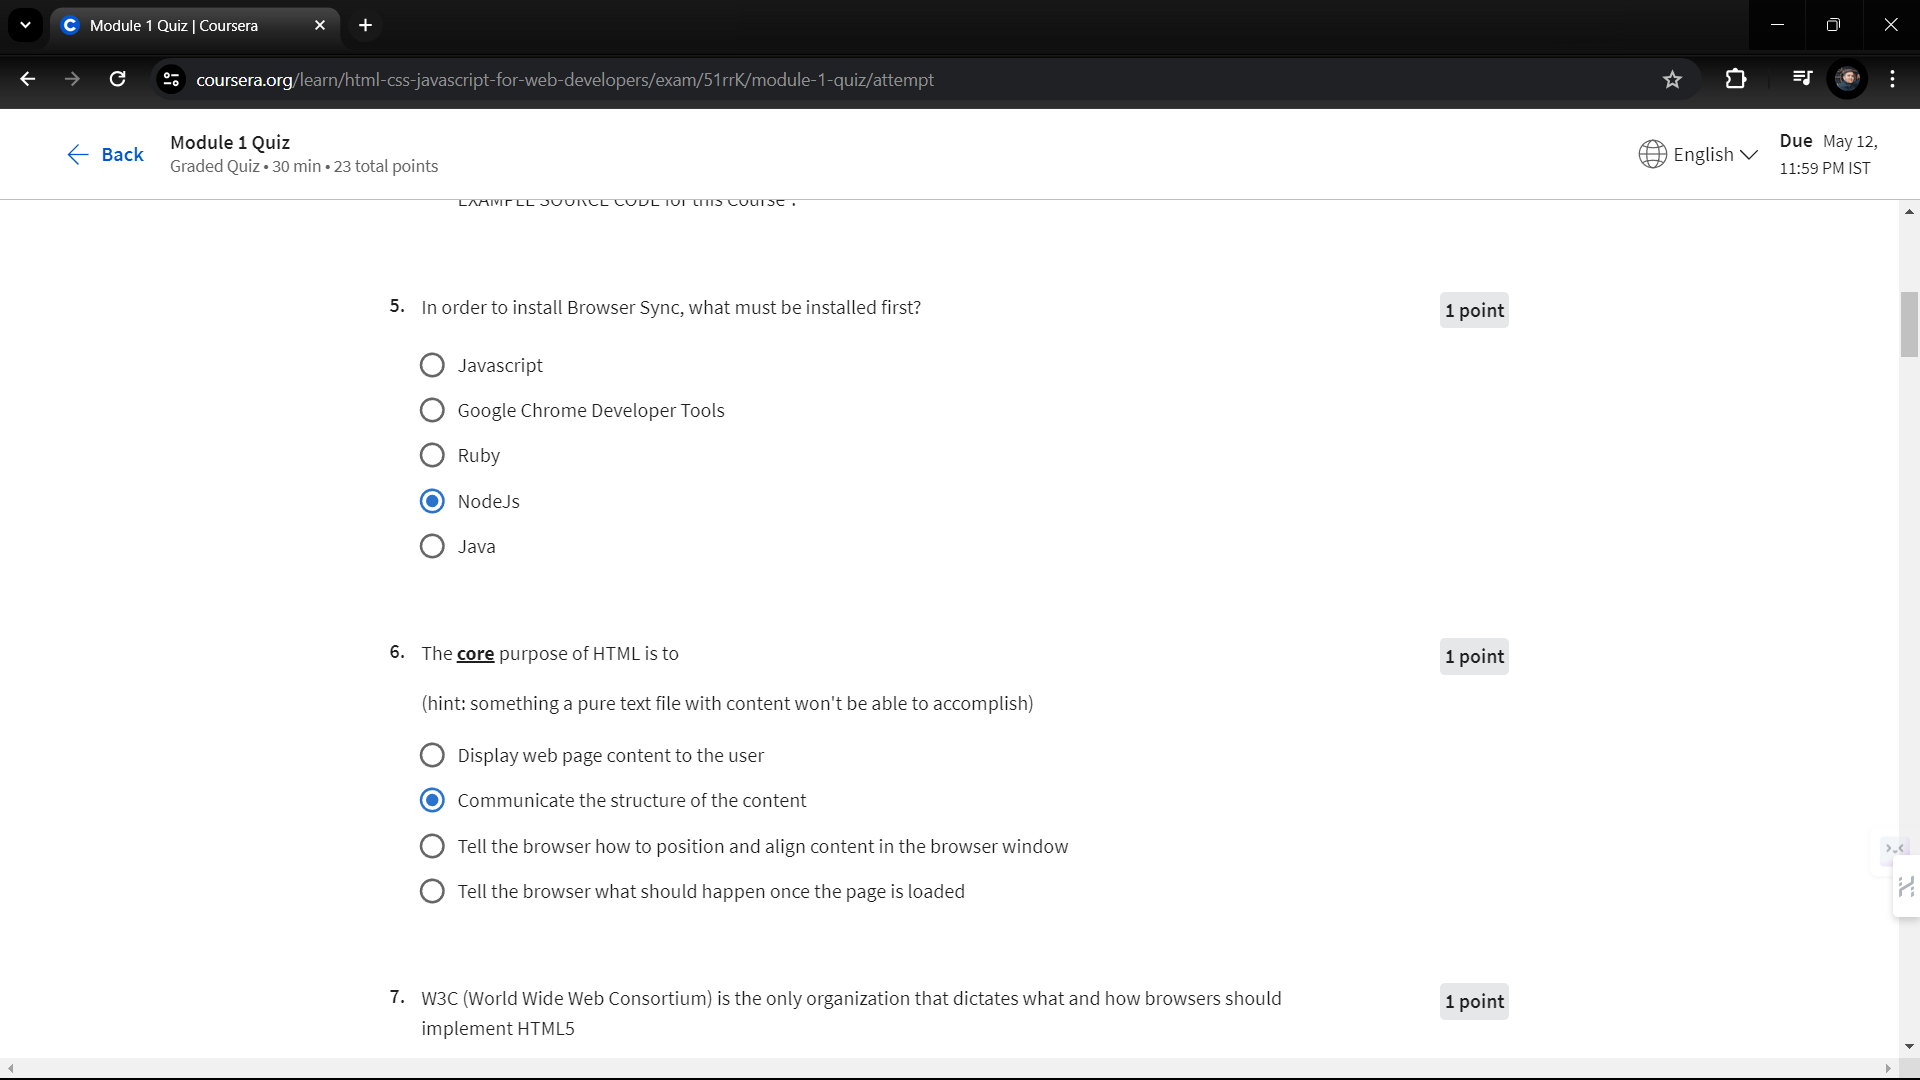 Module 1 Quiz | Coursera
coursera.org/learn/html-css-javascript-for-web-developers/exam/51rrK/module-1-quiz/attempt
Back
Module 1 Quiz
Graded Quiz • 30 min • 23 total points
English
Due May 12,
11:59 PM IST
EXAMPLE SOURCE CODE for this Course".
5. In order to install Browser Sync, what must be installed first?
1 point
Javascript
Google Chrome Developer Tools
Ruby
NodeJs
Java
6. The core purpose of HTML is to
1 point
(hint: something a pure text file with content won't be able to accomplish)
Display web page content to the user
Communicate the structure of the content
Tell the browser how to position and align content in the browser window
Tell the browser what should happen once the page is loaded
7. W3C (World Wide Web Consortium) is the only organization that dictates what and how browsers should
implement HTML5
1 point